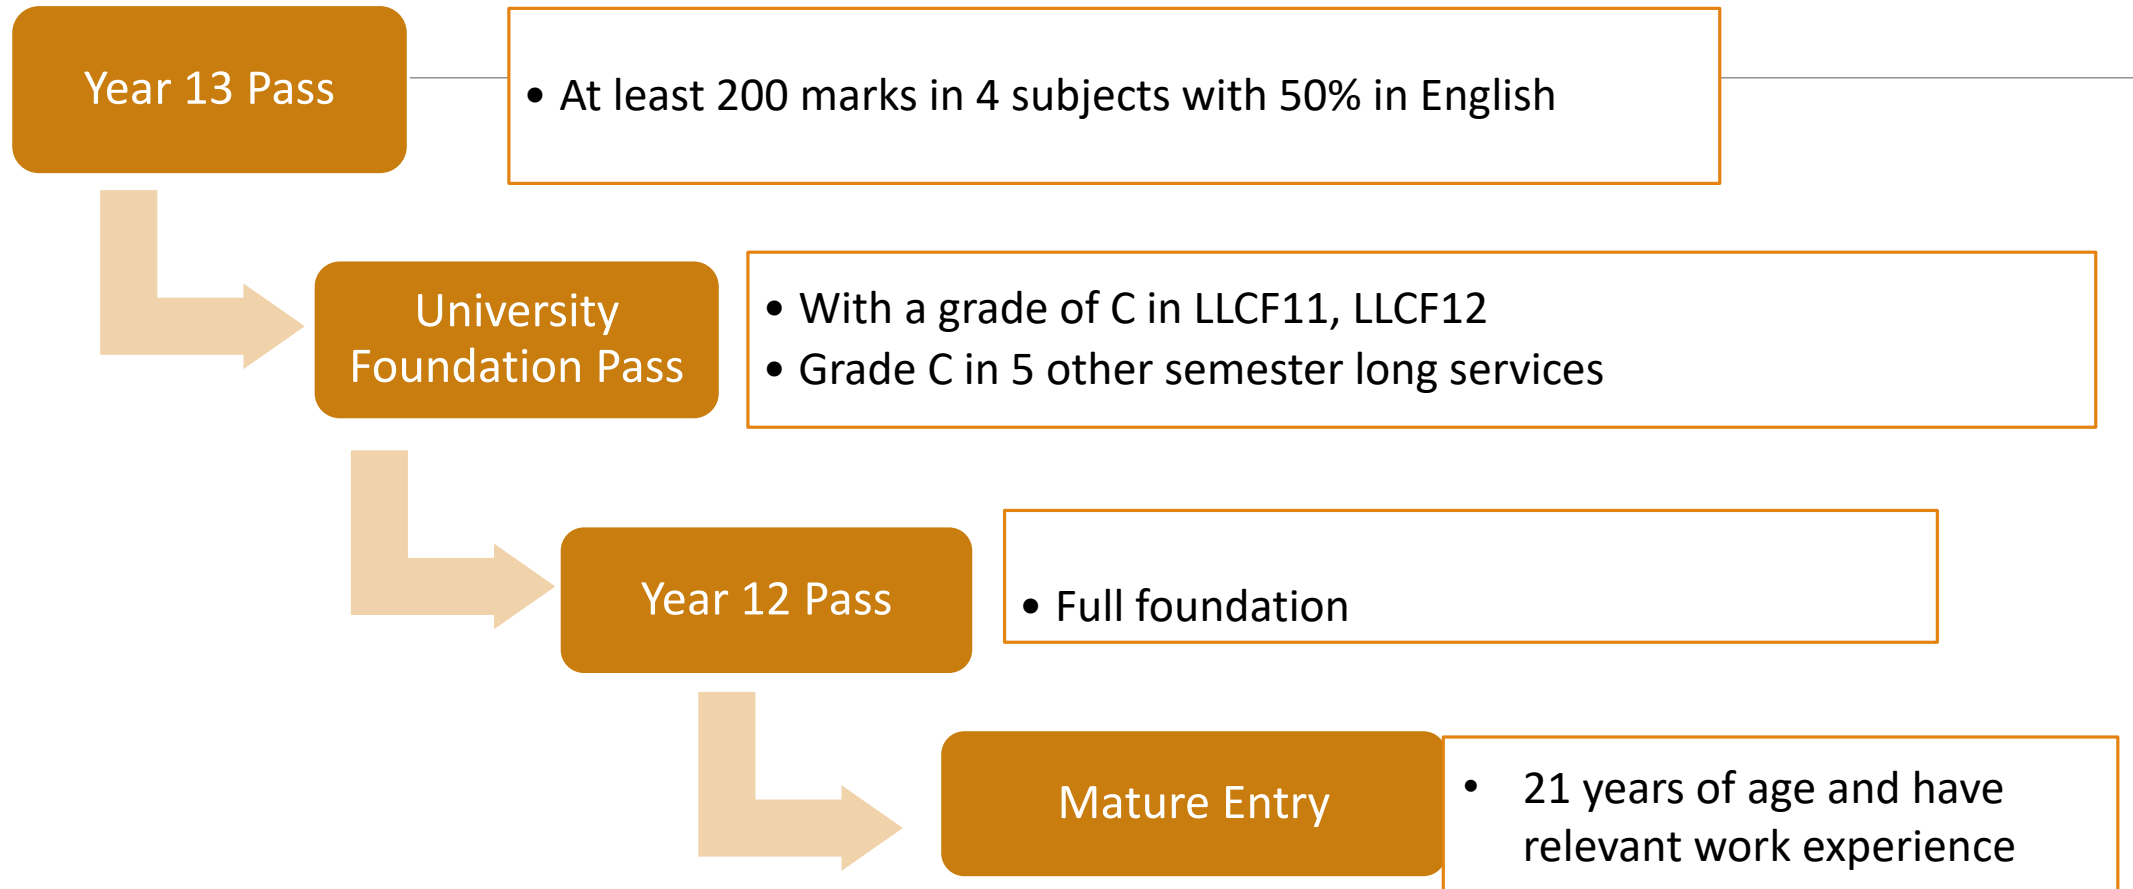 Year 13 Pass
• At least 200 marks in 4 subjects with 50% in English
University
Foundation Pass
• With a grade of C in LLCF11, LLCF12
• Grade C in 5 other semester long services
Year 12 Pass
• Full foundation
Mature Entry
• 21 years of age and have
relevant work experience